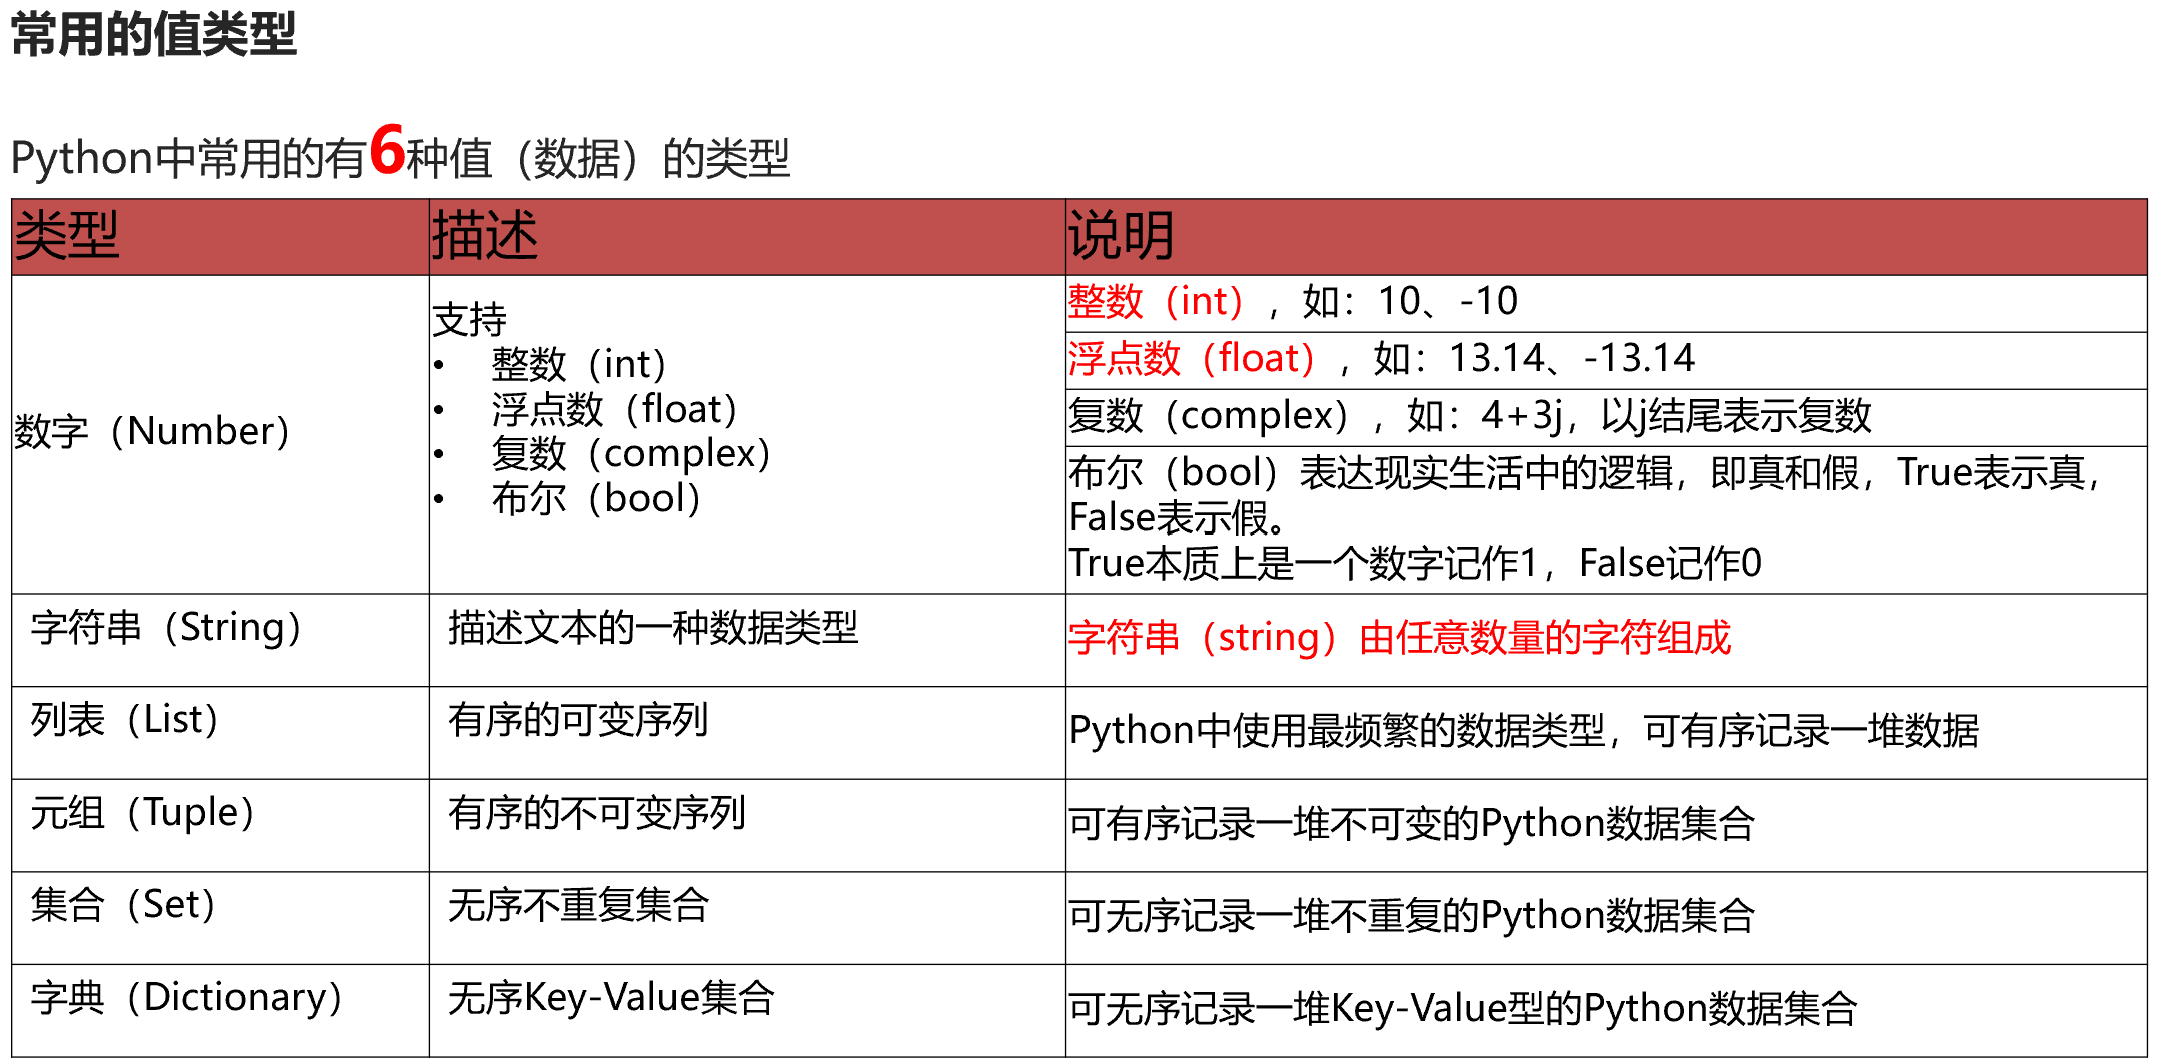 常用的值类型
Python中常用的有6种值（数据）的类型
类型 描述 说明
数字（Number）
支持
• 整数（int）
• 浮点数（float）
• 复数（complex）
• 布尔（bool）
整数（int），如：10、-10
浮点数（float），如：13.14、-13.14
复数（complex），如：4+3j，以j结尾表示复数
布尔（bool）表达现实生活中的逻辑，即真和假，True表示真，
False表示假。
True本质上是一个数字记作1，False记作0
字符串（String） 描述文本的一种数据类型 字符串（string）由任意数量的字符组成
列表（List） 有序的可变序列 Python中使用最频繁的数据类型，可有序记录一堆数据
元组（Tuple） 有序的不可变序列 可有序记录一堆不可变的Python数据集合
集合（Set） 无序不重复集合 可无序记录一堆不重复的Python数据集合
字典（Dictionary） 无序Key-Value集合 可无序记录一堆Key-Value型的Python数据集合